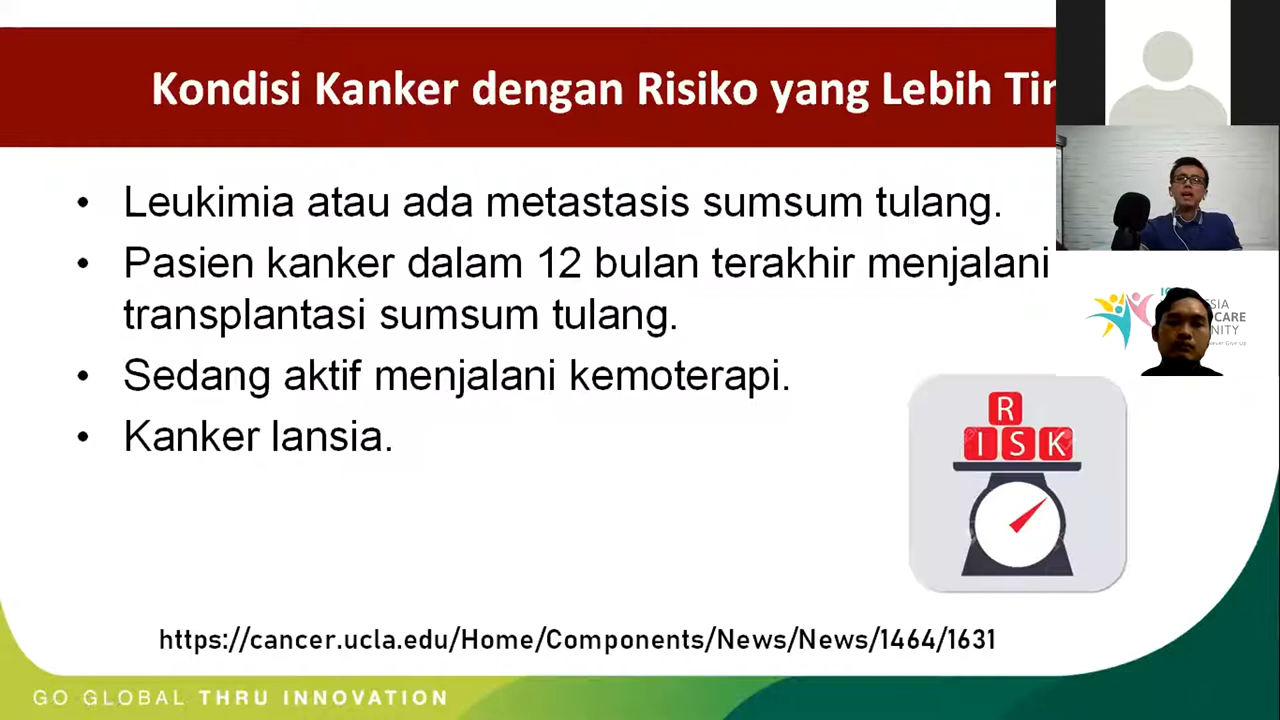 Kondisi Kanker dengan Risiko yang Lebih
• Leukimia atau ada metastasis sumsum tulang.
• Pasien kanker dalam 12 bulan terakhir menjalani
transplantasi sumsum tulang.
• Sedang aktif menjalani kemoterapi.
• Kanker lansia.
R
ISK
https://cancer.ucla.edu/Home/Components/News/News/1464/1631
GO GLOBAL THRU INNOVATION